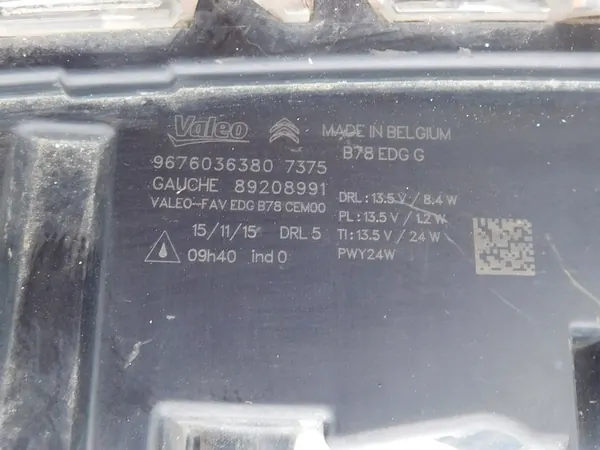 Valeo MADE IN BELGIUM
B78 EDG G
9676036380 7375
GAUCHE 89208991
VALEO-FAV EDG B78 CEM00
15/11/15 DRL 5
09h40 ind 0
DRL : 13.5 V / 8.4 W
PL : 13.5 V / 1.2 W
TI : 13.5 V / 24 W
PWY24W